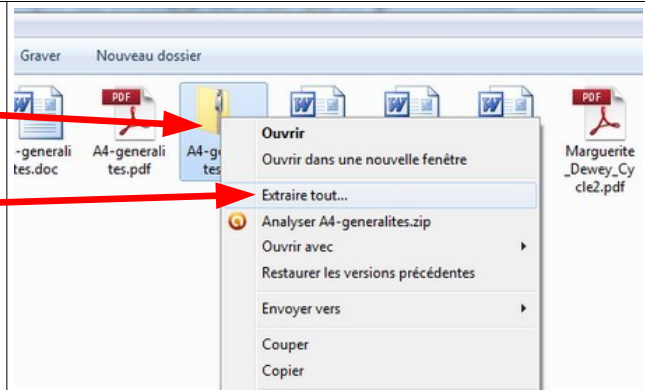 Graver Nouveau dossier
PDF PDF
-generali A4-generali A4-ge Marguerite
tes.doc tes.pdf tes _Dewey_Cy
cle2.pdf
Ouvrir
Ouvrir dans une nouvelle fenêtre
Extraire tout...
Analyser A4-generalites.zip
Ouvrir avec
Restaurer les versions précédentes
Envoyer vers
Couper
Copier